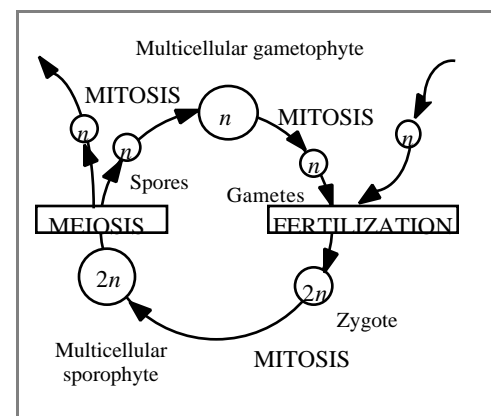 Multicellular gametophyte
MITOSIS
n
n
n
MITOSIS
n
n
Spores
Gametes
MEIOSIS
FERTILIZATION
2n
2n
Zygote
Multicellular
sporophyte
MITOSIS